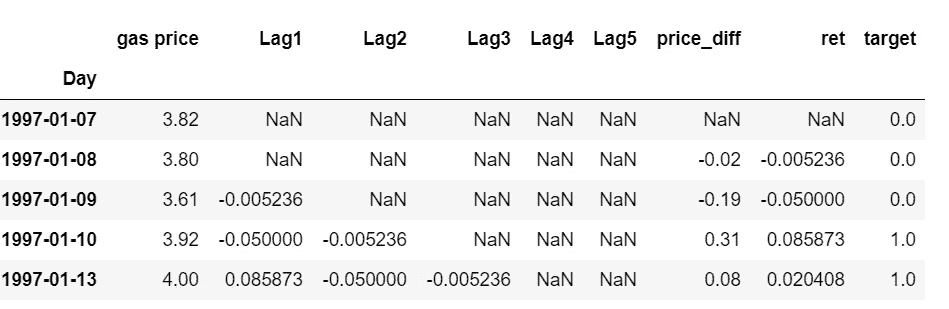 gas price Lag1 Lag2 Lag3 Lag4 Lag5 price_diff ret target
Day
1997-01-07 3.82 NaN NaN NaN NaN NaN NaN NaN 0.0
1997-01-08 3.80 NaN NaN NaN NaN NaN -0.02 -0.005236 0.0
1997-01-09 3.61 -0.005236 NaN NaN NaN NaN -0.19 -0.050000 0.0
1997-01-10 3.92 -0.050000 -0.005236 NaN NaN NaN 0.31 0.085873 1.0
1997-01-13 4.00 0.085873 -0.050000 -0.005236 NaN NaN 0.08 0.020408 1.0